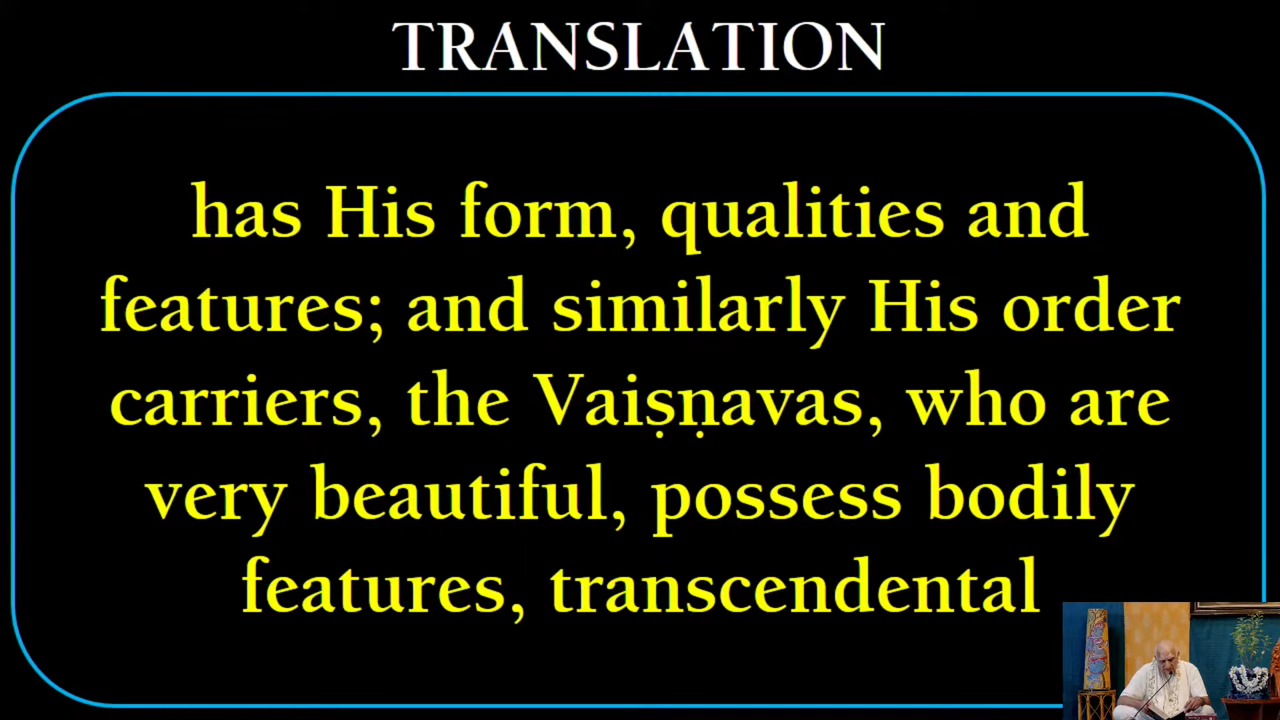 TRANSLATION
has His form, qualities and
features; and similarly His order
carriers, the Vaiṣṇavas, who are
very beautiful, possess bodily
features, transcendental